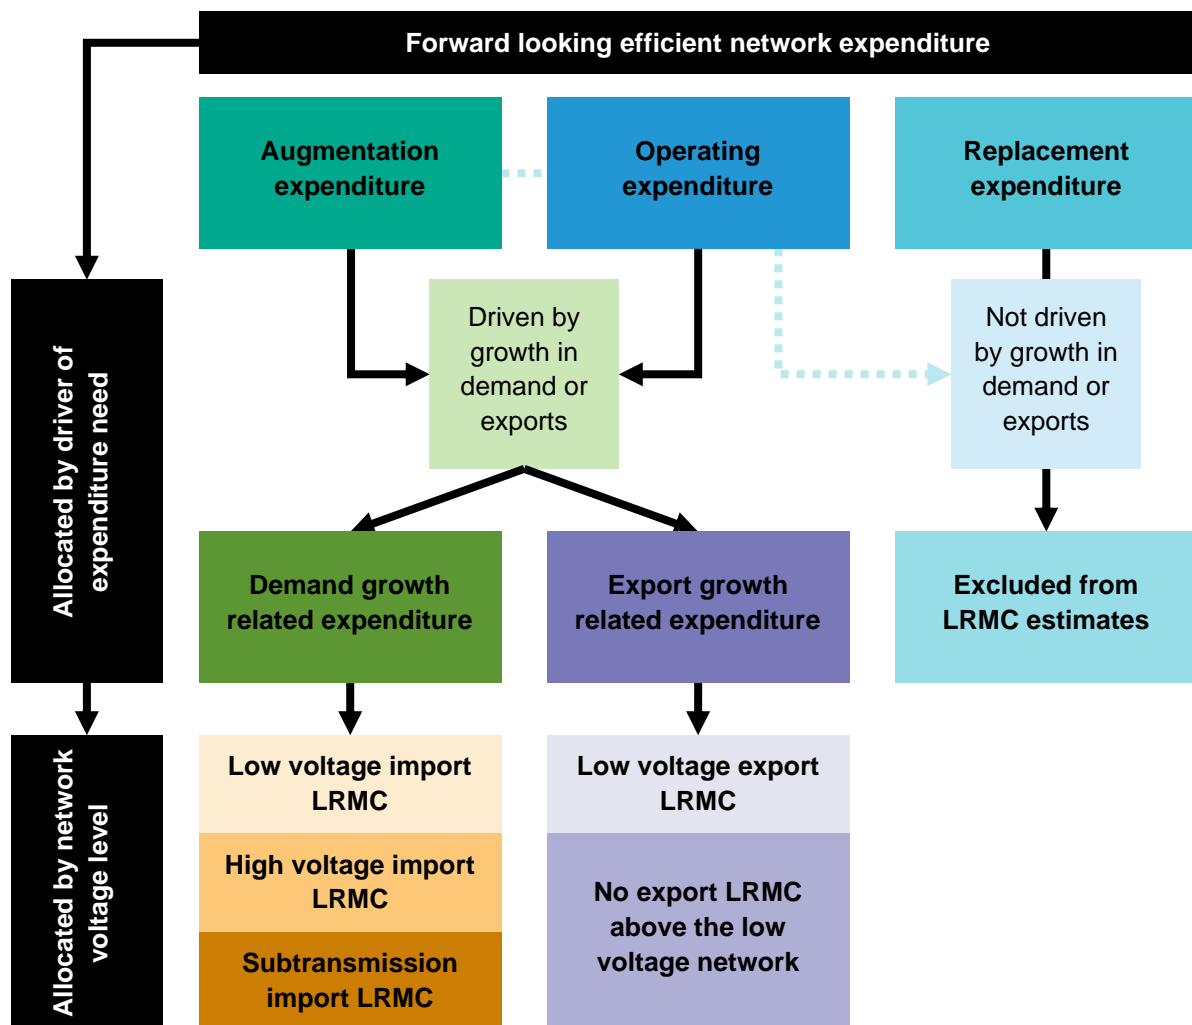 Forward looking efficient network expenditure
Augmentation
expenditure
Operating
expenditure
Replacement
expenditure
Allocated by driver of
expenditure need
Driven by
growth in
demand or
exports
Not driven
by growth in
demand or
exports
Demand growth
related expenditure
Export growth
related expenditure
Excluded from
LRMC estimates
Allocated by network
voltage level
Low voltage import
LRMC
High voltage import
LRMC
Subtransmission
import LRMC
Low voltage export
LRMC
No export LRMC
above the low
voltage network